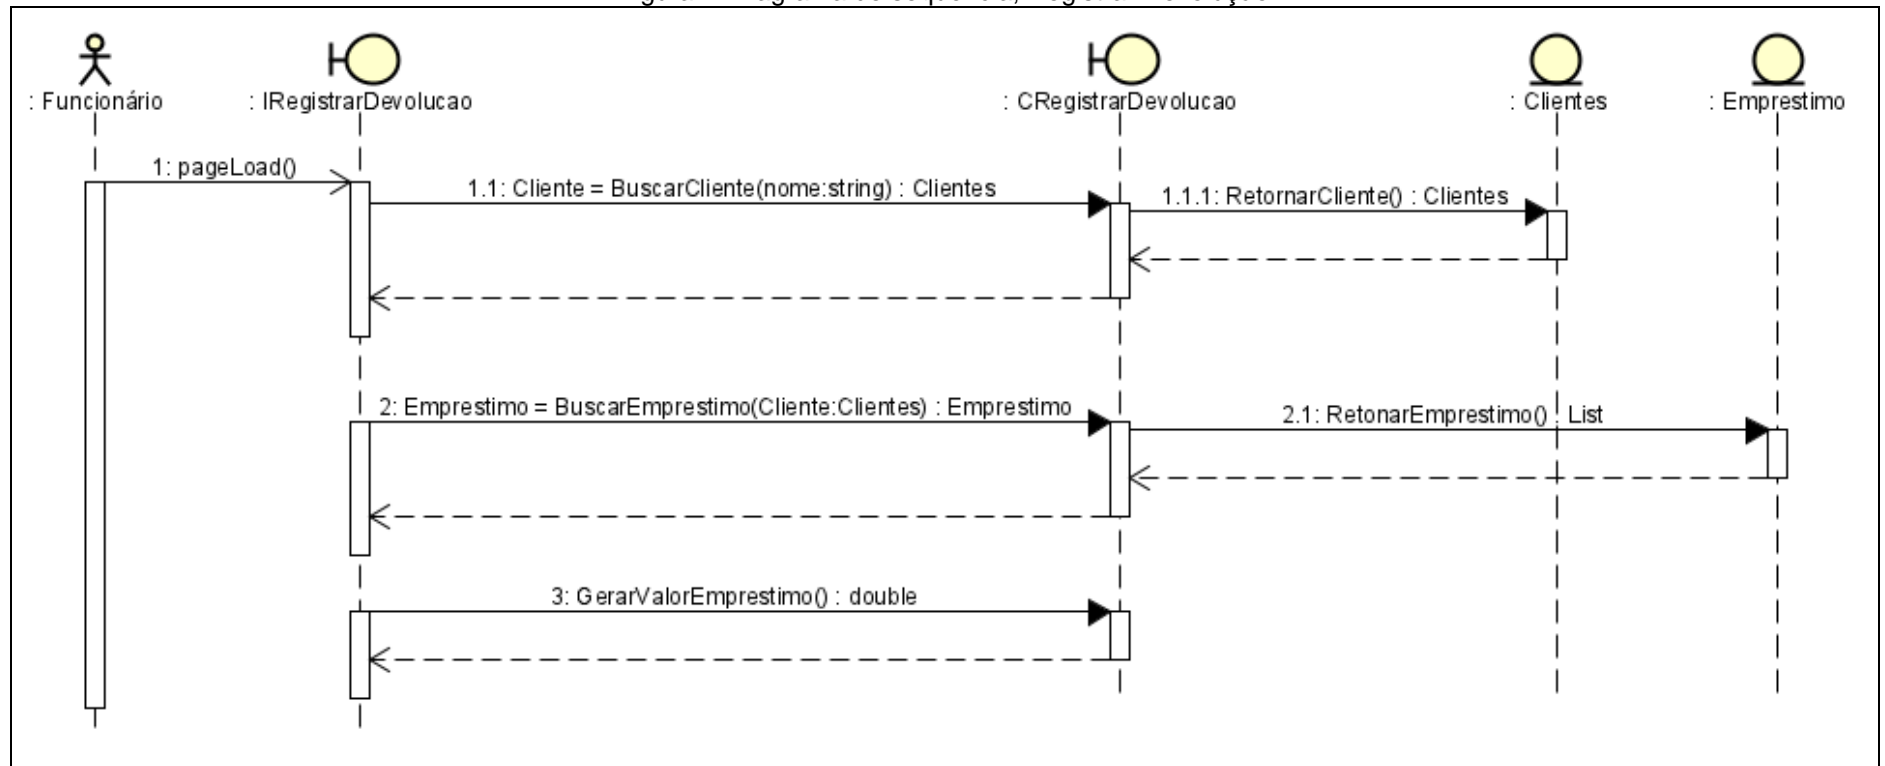 : Funcionário
: IRegistrarDevolucao
: CRegistrarDevolucao
: Clientes
: Emprestimo
1: pageLoad()
1.1: Cliente = BuscarCliente(nome:string) : Clientes
1.1.1: RetornarCliente() : Clientes
2: Emprestimo = BuscarEmprestimo(Cliente:Clientes) : Emprestimo
2.1: RetonarEmprestimo() : List
3: GerarValorEmprestimo() : double